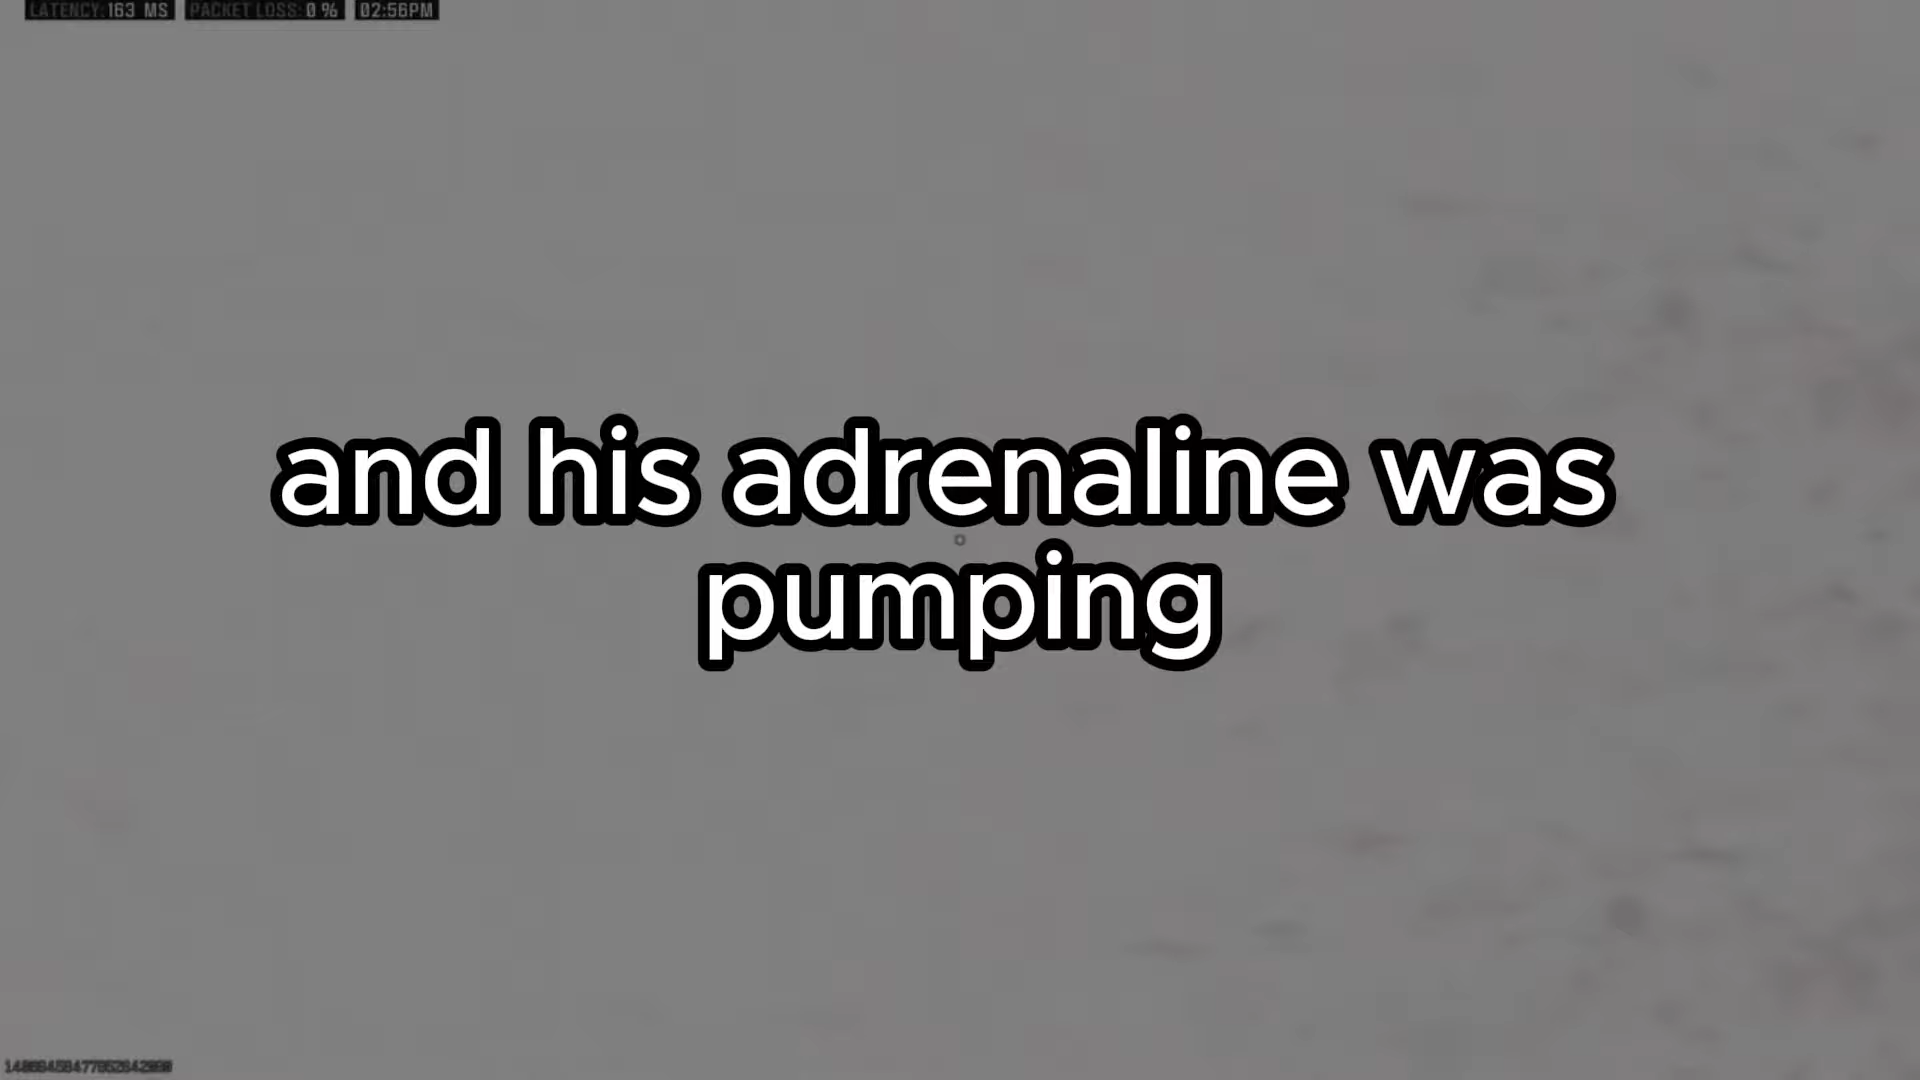 LATENCY: 163 MS PACKET LOSS: 0 % 02:56PM
and his adrenaline was
pumping